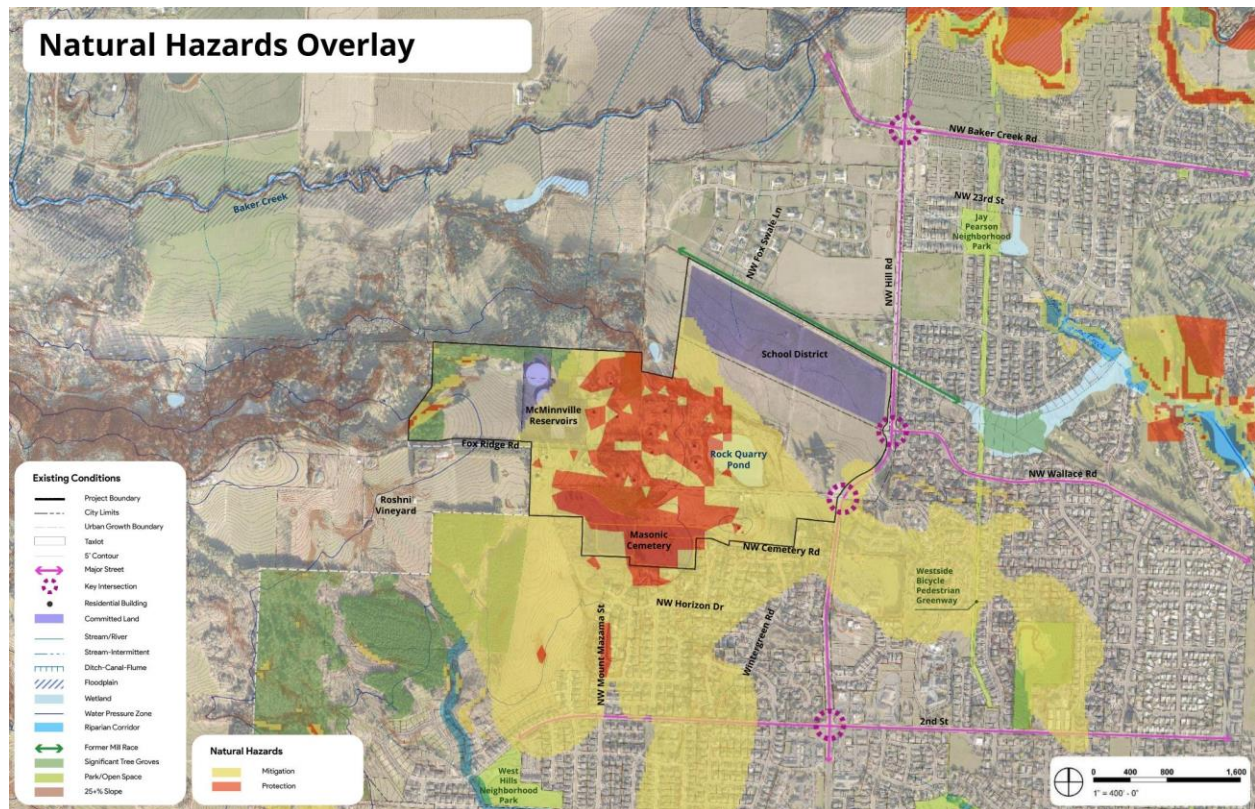 Natural Hazards Overlay
NW Baker Creek Rd
Baker Creek
NW 23rd St
Jay
Pearson
Neighborhood
Park
NW Fox Swale Ln
NW Hill Rd
School District
McMinnville
Reservoirs
Fox Ridge Rd
Rock Quarry
Pond
NW Wallace Rd
Roshni
Vineyard
Masonic
Cemetery
NW Cemetery Rd
Westside
Bicycle
Pedestrian
Greenway
NW Horizon Dr
NW Mount Mazama St
Wintergreen Rd
2nd St
West
Hills
Neighborhood
Park
Existing Conditions
Project Boundary
City Limits
Urban Growth Boundary
Taxlot
5' Contour
Major Street
Key Intersection
Residential Building
Committed Land
Stream/River
Stream-Intermittent
Ditch-Canal-Flume
Floodplain
Wetland
Water Pressure Zone
Riparian Corridor
Former Mill Race
Significant Tree Groves
Park/Open Space
25+% Slope
Natural Hazards
Mitigation
Protection
0 400 800 1,600
1" = 400' - 0"